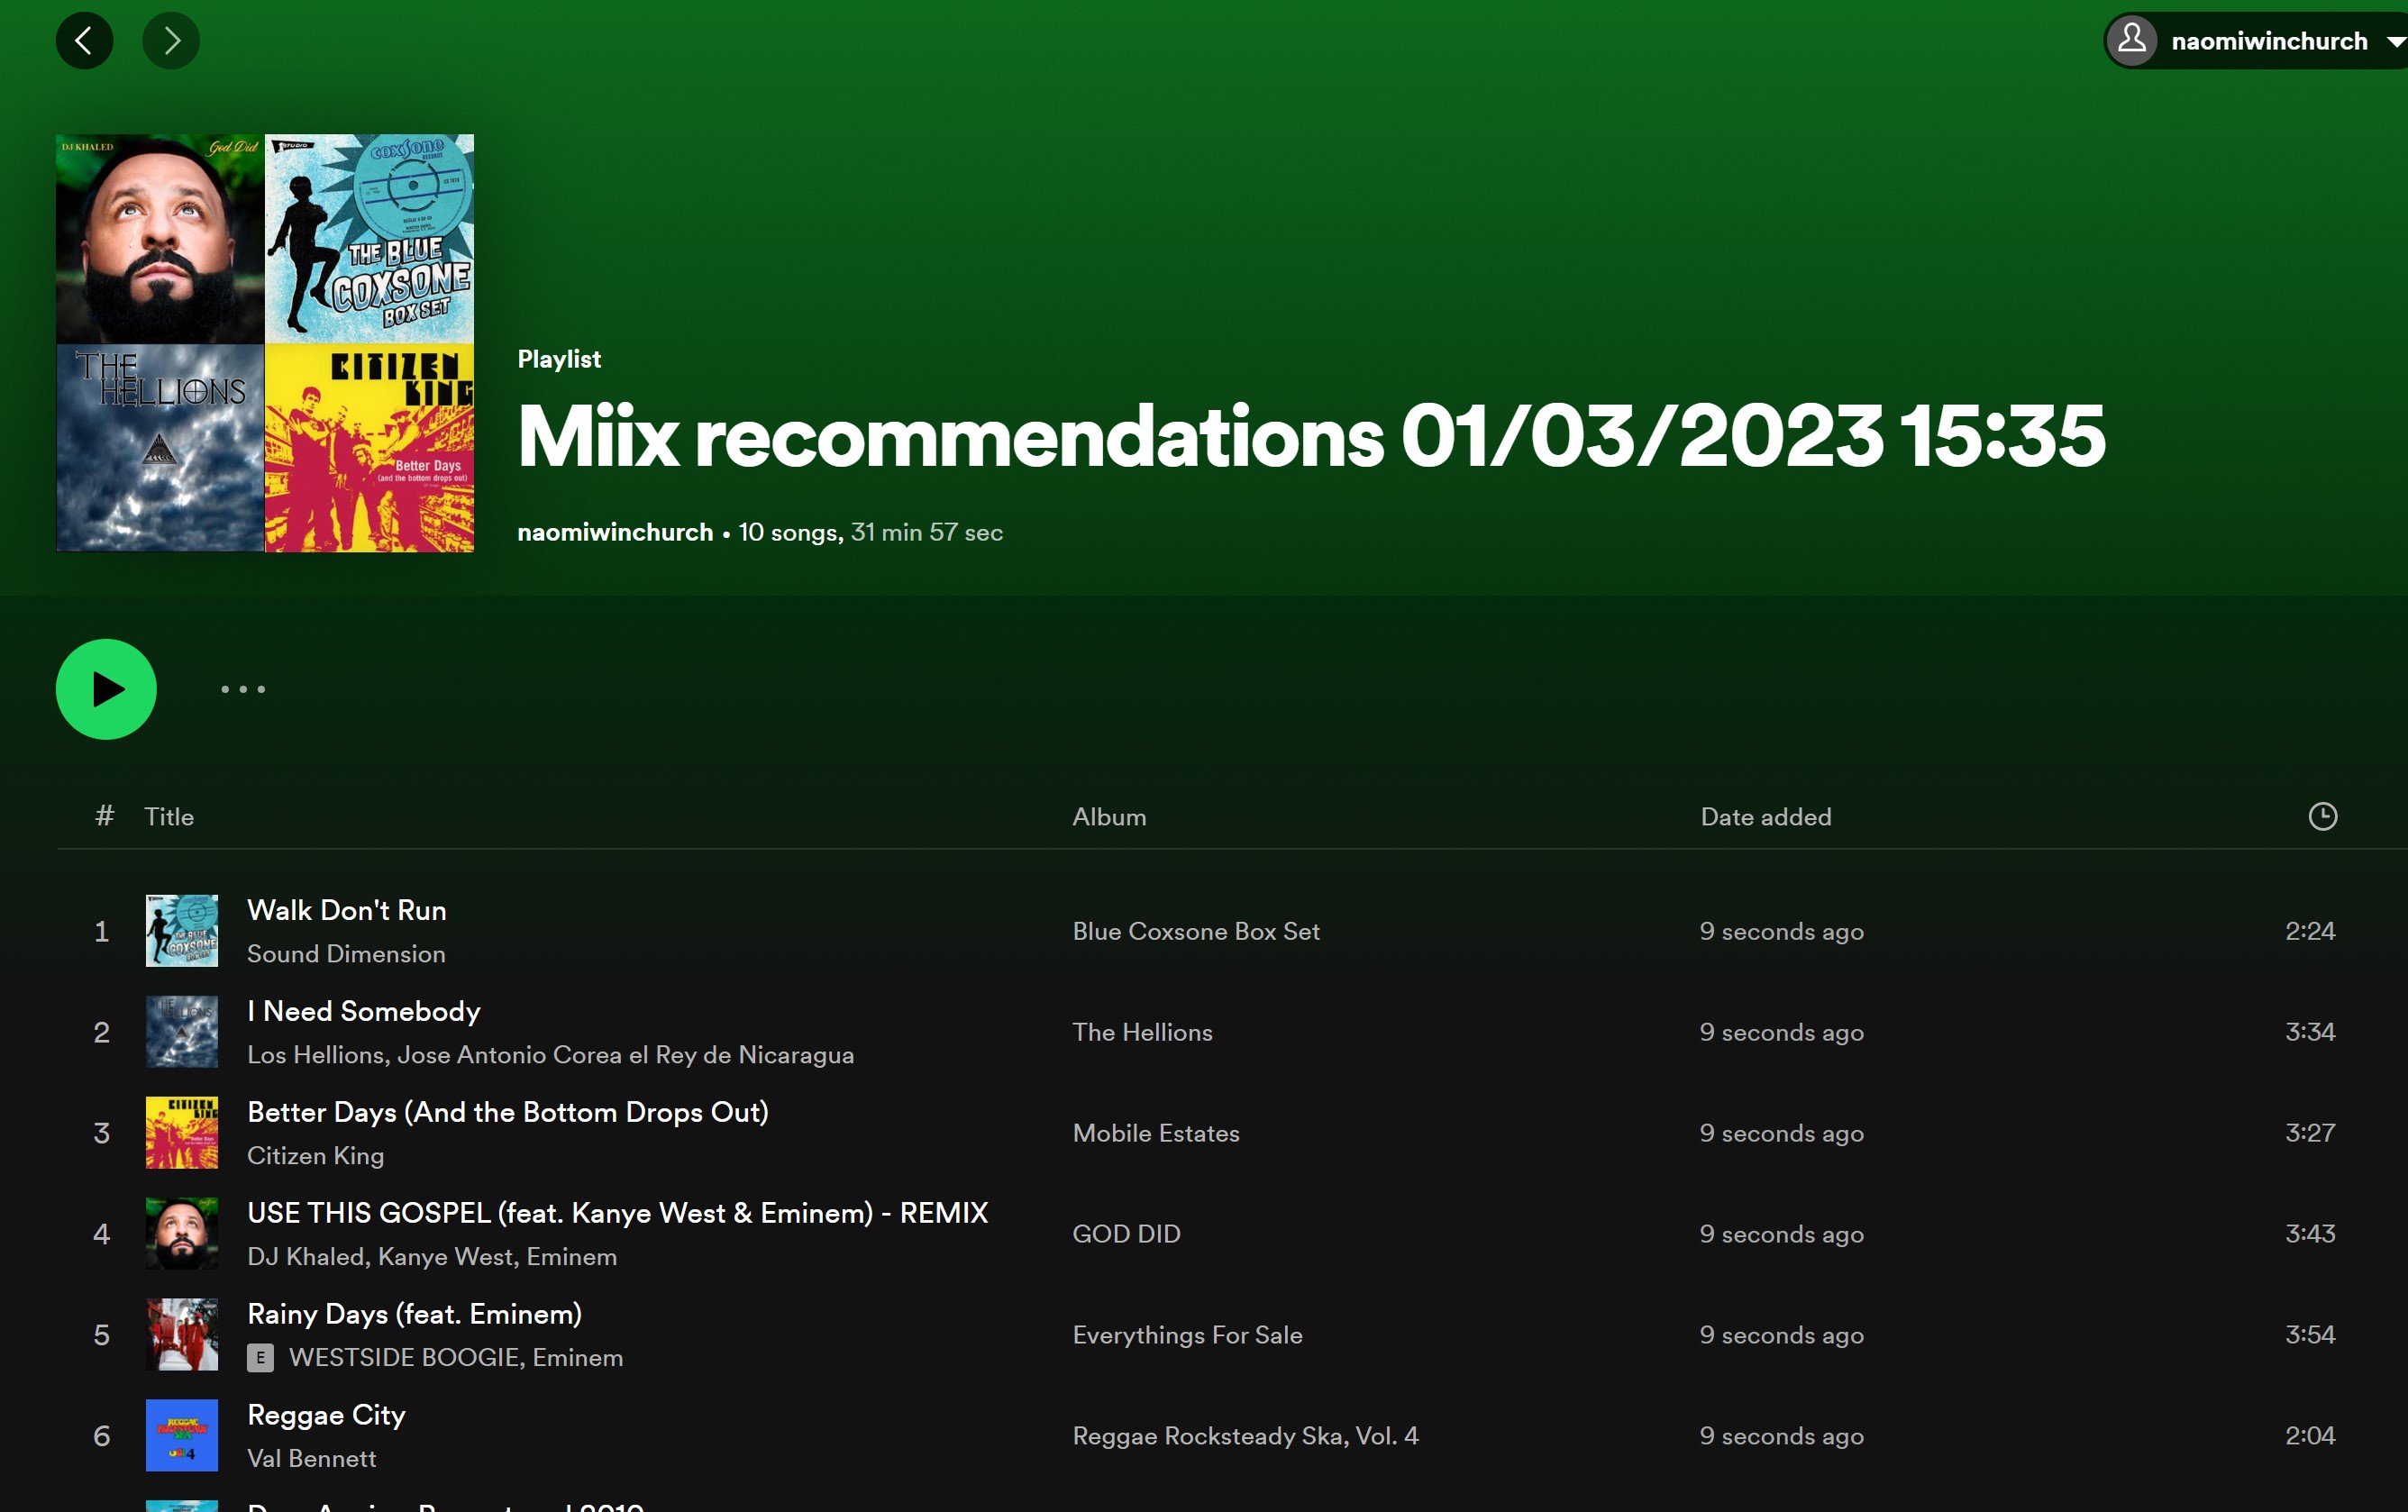 naomiwinchurch
DJ KHALED
God Did
STUDIO
COXSONE
RECORDS
THE BLUE
COXSONE
BOX SET
THE
HELLIONS
CITIZEN
KING
Better Days
(and the bottom drops out)
Playlist
Miix recommendations 01/03/2023 15:35
naomiwinchurch • 10 songs, 31 min 57 sec
# Title Album Date added
1 Walk Don't Run Blue Coxsone Box Set 9 seconds ago 2:24
Sound Dimension
2 I Need Somebody The Hellions 9 seconds ago 3:34
Los Hellions, Jose Antonio Corea el Rey de Nicaragua
3 Better Days (And the Bottom Drops Out) Mobile Estates 9 seconds ago 3:27
Citizen King
4 USE THIS GOSPEL (feat. Kanye West & Eminem) - REMIX GOD DID 9 seconds ago 3:43
DJ Khaled, Kanye West, Eminem
5 Rainy Days (feat. Eminem) Everythings For Sale 9 seconds ago 3:54
E WESTSIDE BOOGIE, Eminem
6 Reggae City Reggae Rocksteady Ska, Vol. 4 9 seconds ago 2:04
Val Bennett